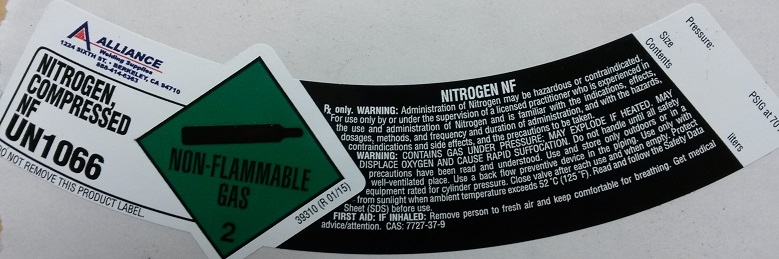 ALLIANCE
Welding Supplies
1224 SIXTH ST. - BERKELEY, CA 94710
NITROGEN,
COMPRESSED
NF
UN1066
DO NOT REMOVE THIS PRODUCT LABEL.
NON-FLAMMABLE
GAS
2
39310 (R 01/15)
NITROGEN NF
Rx only. WARNING: Administration of Nitrogen may be hazardous or contraindicated.
For use only by or under the supervision of a licensed practitioner who is experienced in
the use and administration of Nitrogen and is familiar with the indications, effects,
dosages, methods, and frequency and duration of administration, and with the hazards,
contraindications and side effects, and the precautions to be taken.
WARNING: CONTAINS GAS UNDER PRESSURE; MAY EXPLODE IF HEATED. MAY
DISPLACE OXYGEN AND CAUSE RAPID SUFFOCATION. Do not handle until all safety
precautions have been read and understood. Use and store only outdoors or in a
well-ventilated place. Use a back flow preventive device in the piping. Use only with
equipment rated for cylinder pressure. Close valve after each use and when empty. Protect
from sunlight when ambient temperature exceeds 52°C (125°F). Read and follow the Safety Data
Sheet (SDS) before use.
FIRST AID: IF INHALED: Remove person to fresh air and keep comfortable for breathing. Get medical
advice/attention. CAS: 7727-37-9
Pressure:
PSIG at 70
Size
Contents
liters